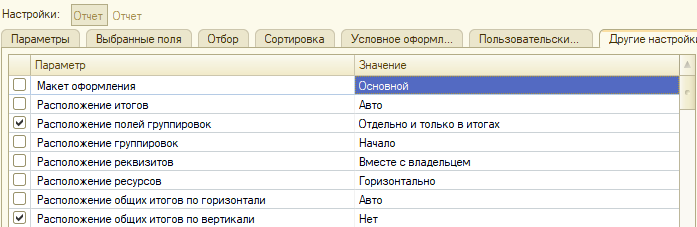 Настройки: Отчет Отчет
Параметры Выбранные поля Отбор Сортировка Условное оформл... Пользовательски... Другие настройки
Параметр Значение
Макет оформления Основной
Расположение итогов Авто
Расположение полей группировок Отдельно и только в итогах
Расположение группировок Начало
Расположение реквизитов Вместе с владельцем
Расположение ресурсов Горизонтально
Расположение общих итогов по горизонтали Авто
Расположение общих итогов по вертикали Нет